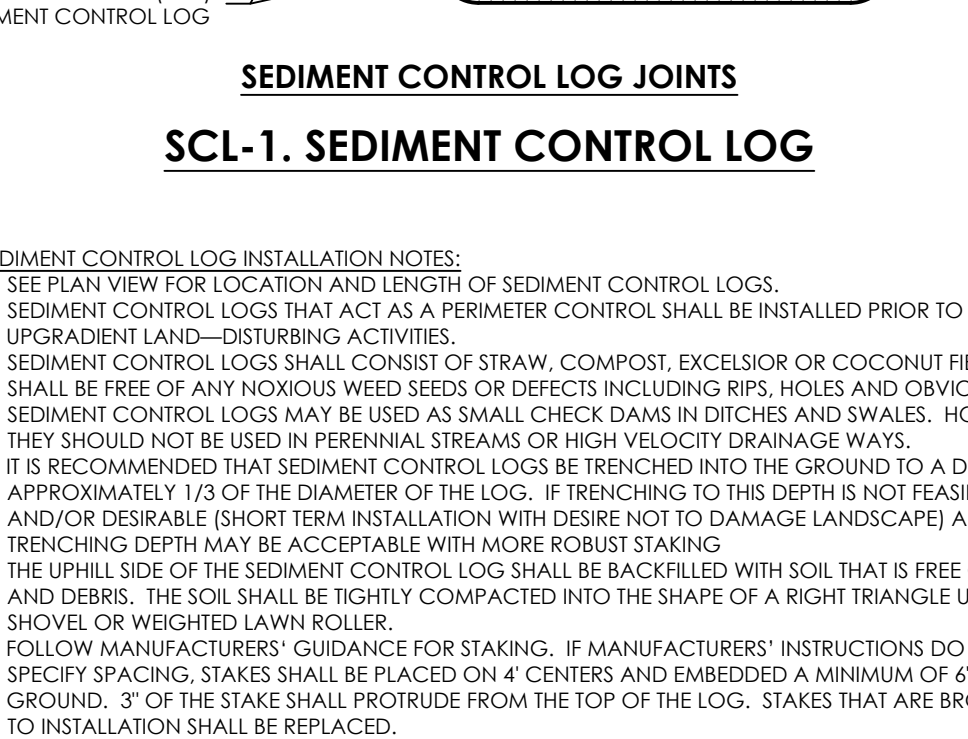 MENT CONTROL LOG
SEDIMENT CONTROL LOG JOINTS
SCL-1. SEDIMENT CONTROL LOG
DIMENT CONTROL LOG INSTALLATION NOTES:
SEE PLAN VIEW FOR LOCATION AND LENGTH OF SEDIMENT CONTROL LOGS.
SEDIMENT CONTROL LOGS THAT ACT AS A PERIMETER CONTROL SHALL BE INSTALLED PRIOR TO
UPGRADIENT LAND—DISTURBING ACTIVITIES.
SEDIMENT CONTROL LOGS SHALL CONSIST OF STRAW, COMPOST, EXCELSIOR OR COCONUT
SHALL BE FREE OF ANY NOXIOUS WEED SEEDS OR DEFECTS INCLUDING RIPS, HOLES AND
SEDIMENT CONTROL LOGS MAY BE USED AS SMALL CHECK DAMS IN DITCHES AND SWALES.
THEY SHOULD NOT BE USED IN PERENNIAL STREAMS OR HIGH VELOCITY DRAINAGE WAYS.
IT IS RECOMMENDED THAT SEDIMENT CONTROL LOGS BE TRENCHED INTO THE GROUND TO A
APPROXIMATELY 1/3 OF THE DIAMETER OF THE LOG. IF TRENCHING TO THIS DEPTH IS NOT
AND/OR DESIRABLE (SHORT TERM INSTALLATION WITH DESIRE NOT TO DAMAGE LANDSCAPE) A
TRENCHING DEPTH MAY BE ACCEPTABLE WITH MORE ROBUST STAKING
THE UPHILL SIDE OF THE SEDIMENT CONTROL LOG SHALL BE BACKFILLED WITH SOIL THAT IS FREE
AND DEBRIS. THE SOIL SHALL BE TIGHTLY COMPACTED INTO THE SHAPE OF A RIGHT TRIANGLE
SHOVEL OR WEIGHTED LAWN ROLLER.
FOLLOW MANUFACTURERS‘ GUIDANCE FOR STAKING. IF MANUFACTURERS’ INSTRUCTIONS DO
SPECIFY SPACING, STAKES SHALL BE PLACED ON 4' CENTERS AND EMBEDDED A MINIMUM OF 6"
GROUND. 3" OF THE STAKE SHALL PROTRUDE FROM THE TOP OF THE LOG. STAKES THAT ARE
TO INSTALLATION SHALL BE REPLACED.